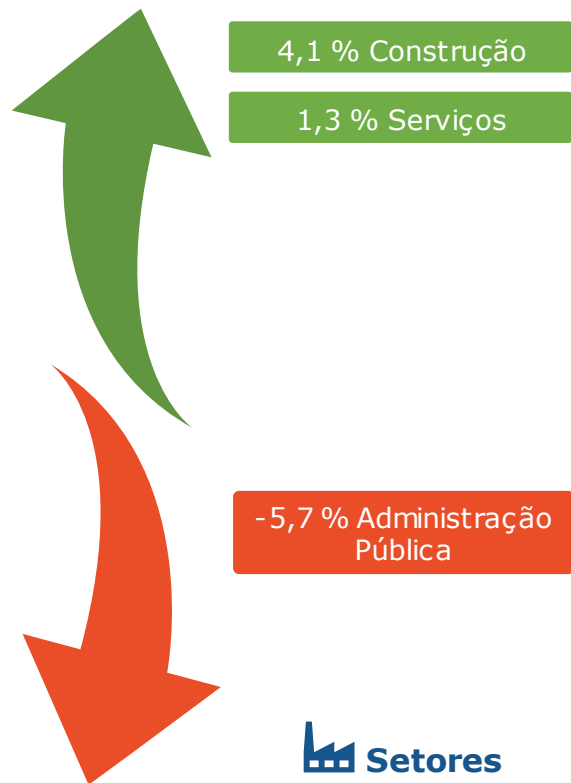 4,1 % Construção
1,3 % Serviços
-5,7 % Administração
Pública
Setores